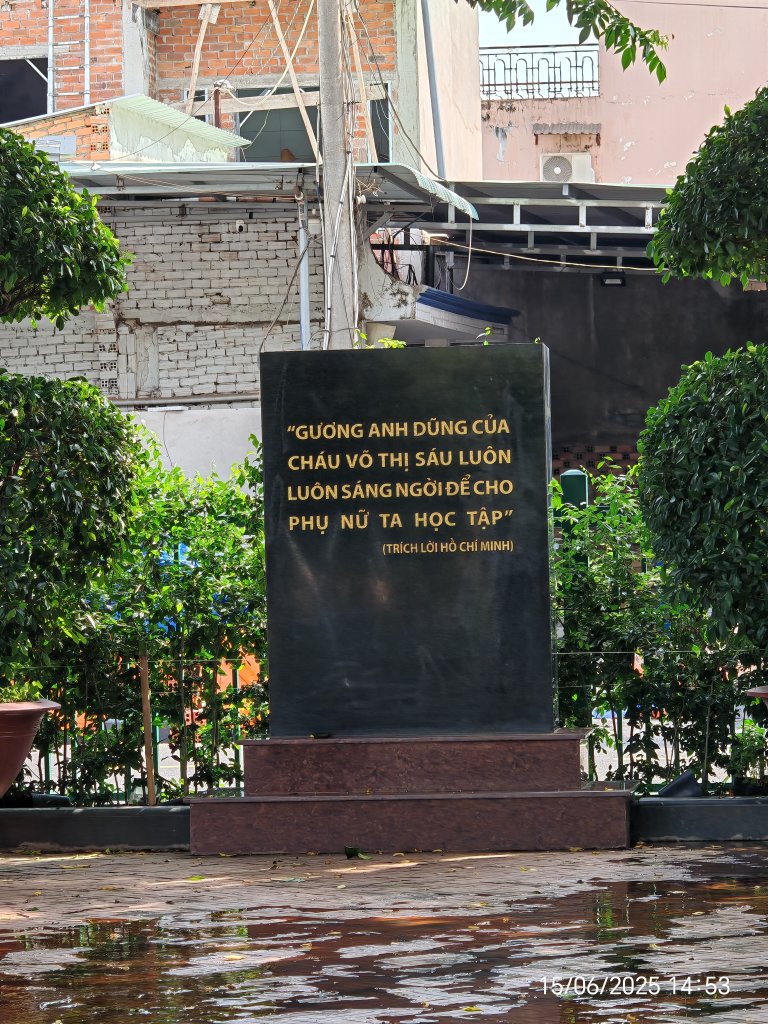 “GƯƠNG ANH DŨNG CỦA
CHÁU VÕ THỊ SÁU LUÔN
LUÔN SÁNG NGỜI ĐỂ CHO
PHỤ NỮ TA HỌC TẬP”
(TRÍCH LỜI HỒ CHÍ MINH)
15/06/2025 14:53